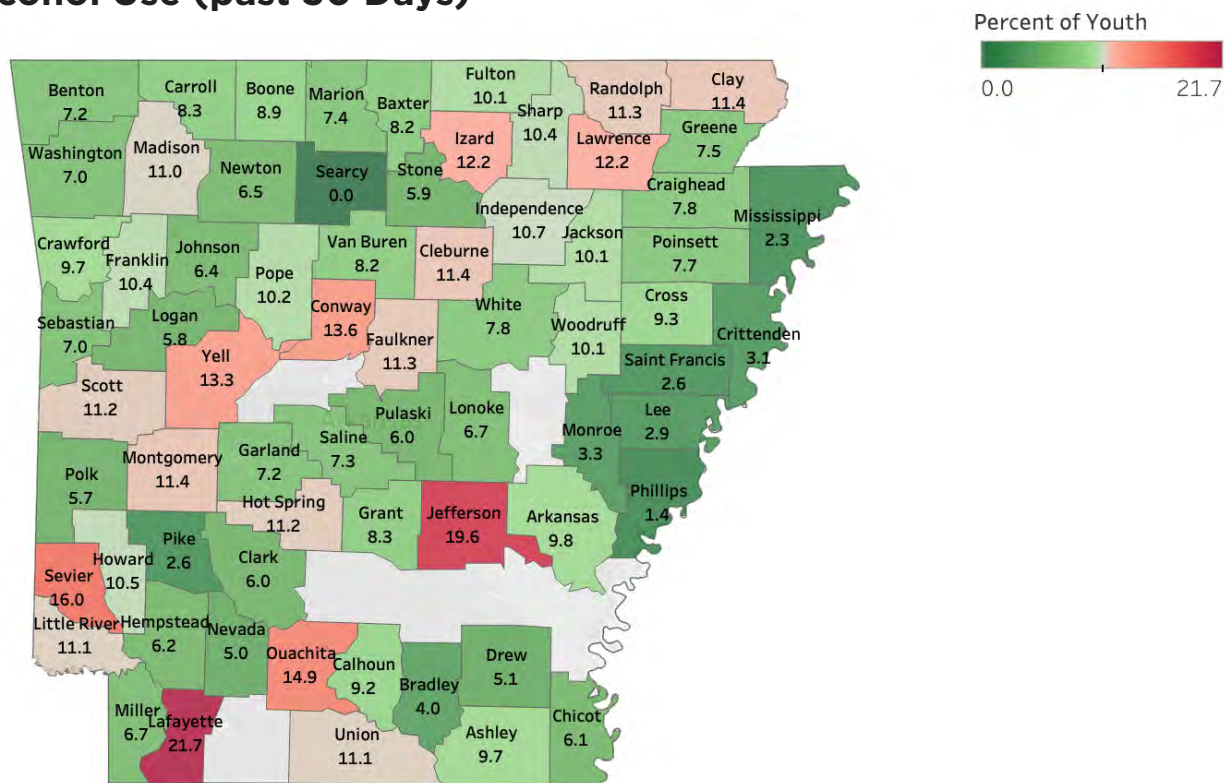 cohol Use (past 30 Days)
Percent of Youth
0.0 21.7
Benton
7.2
Carroll
8.3
Boone
8.9
Marion
7.4
Baxter
8.2
Fulton
10.1
Sharp
10.4
Randolph
11.3
Clay
11.4
Washington
7.0
Madison
11.0
Newton
6.5
Searcy
0.0
Stone
5.9
Izard
12.2
Lawrence
12.2
Greene
7.5
Craighead
7.8
Mississippi
2.3
Independence
10.7
Jackson
10.1
Poinsett
7.7
Crawford
9.7
Franklin
10.4
Johnson
6.4
Pope
10.2
Van Buren
8.2
Cleburne
11.4
Conway
13.6
Faulkner
11.3
White
7.8
Woodruff
10.1
Cross
9.3
Crittenden
3.1
Sebastian
7.0
Logan
5.8
Yell
13.3
Saint Francis
2.6
Scott
11.2
Pulaski
6.0
Lonoke
6.7
Monroe
3.3
Lee
2.9
Polk
5.7
Montgomery
11.4
Garland
7.2
Saline
7.3
Hot Spring
11.2
Grant
8.3
Jefferson
19.6
Arkansas
9.8
Phillips
1.4
Sevier
16.0
Howard
10.5
Pike
2.6
Clark
6.0
Little River
11.1
Hempstead
6.2
Nevada
5.0
Ouachita
14.9
Calhoun
9.2
Bradley
4.0
Drew
5.1
Miller
6.7
Lafayette
21.7
Union
11.1
Ashley
9.7
Chicot
6.1